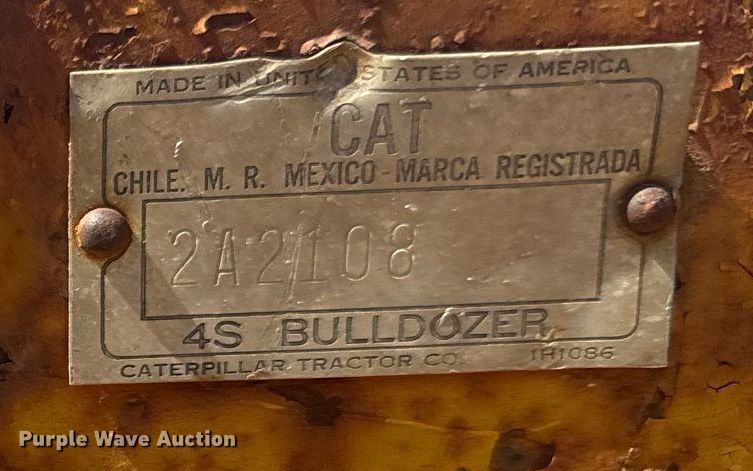 MADE IN UNITED STATES OF AMERICA
CAT
CHILE. M. R. MEXICO-MARCA REGISTRADA
2A2108
4S BULLDOZER
CATERPILLAR TRACTOR CO. 1H1086
Purple Wave Auction